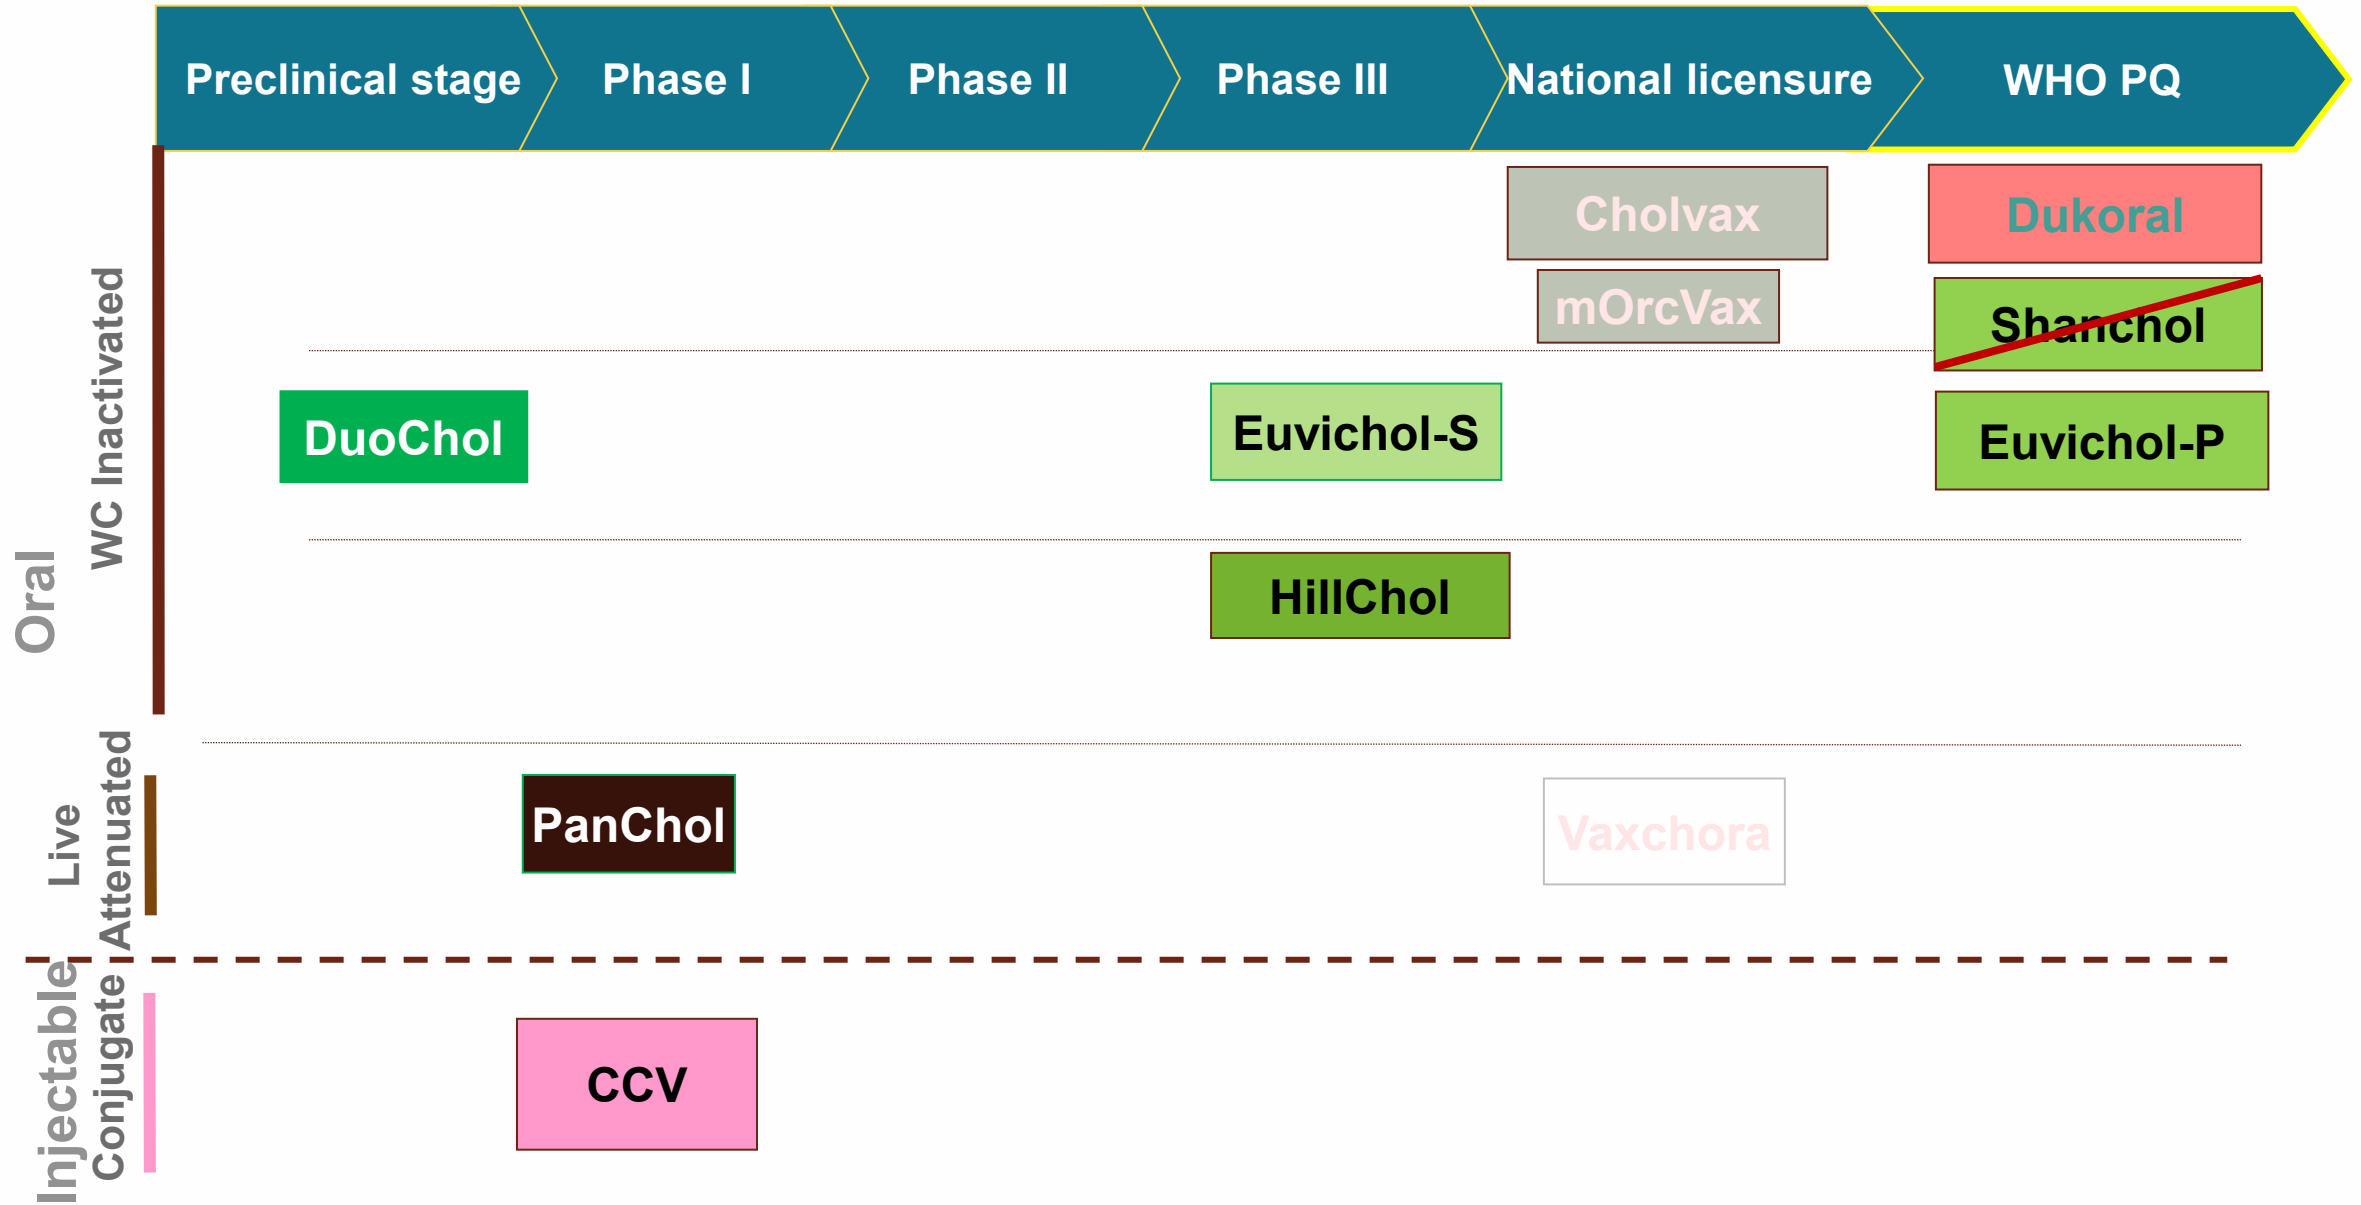 Preclinical stage
Phase I
Phase II
Phase III
National licensure
WHO PQ
Oral
WC Inactivated
Cholvax
Dukoral
mOrcVax
Shanchol
DuoChol
Euvichol-S
Euvichol-P
HillChol
Live
Attenuated
PanChol
Vaxchora
Injectable
Conjugate
CCV